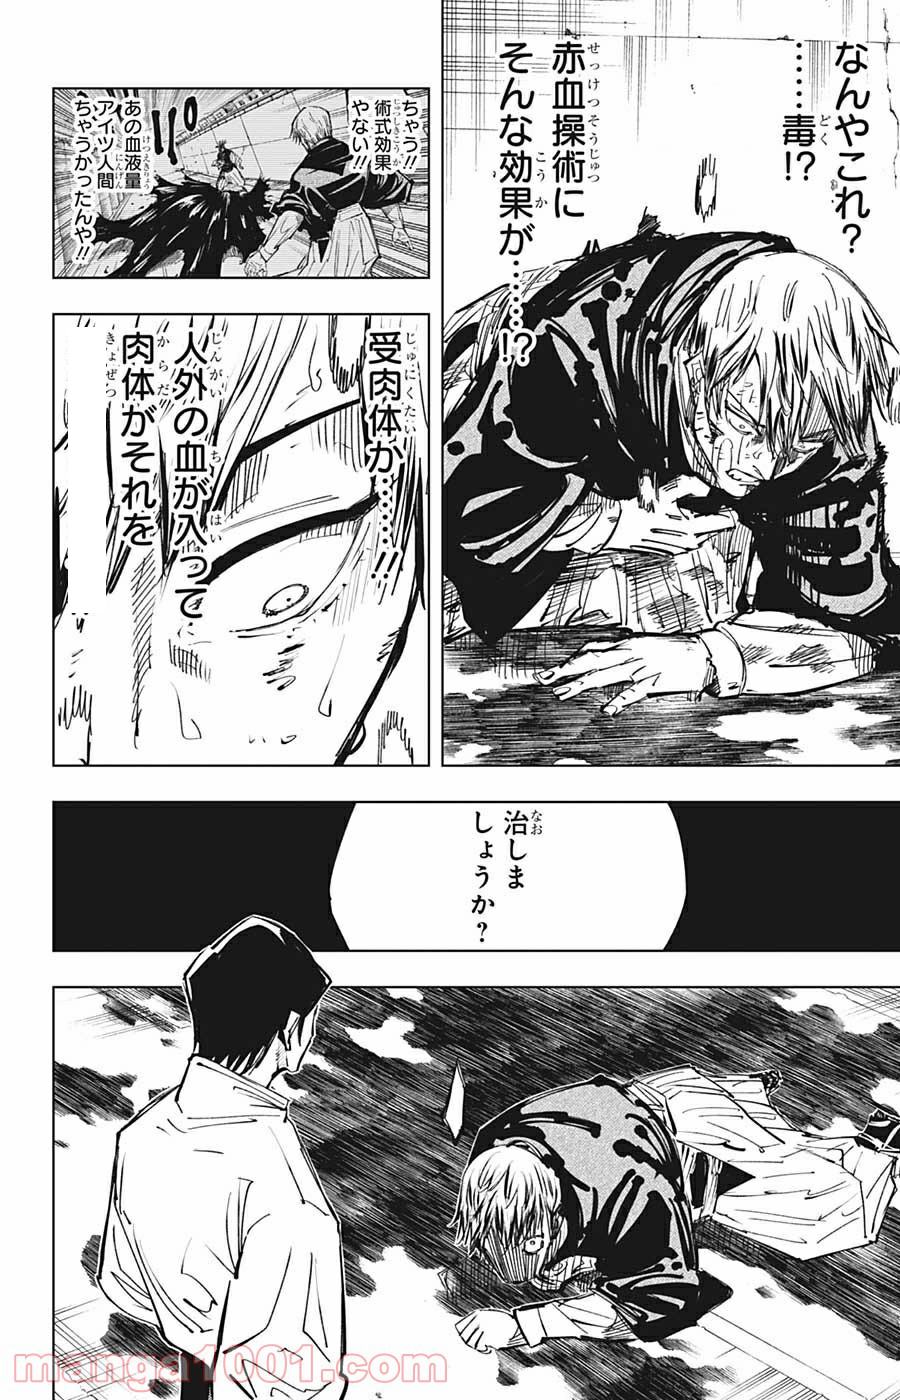 なんやこれ?
……毒!?
赤血操術に
そんな効果が……!?
ちゃう!!
術式効果
やない!!
あの血液量
アイツ人間
ちゃうかったんや!!
受肉体か……!!
人外の血が入って
肉体がそれを
治しま
しょうか?
manga1001.com